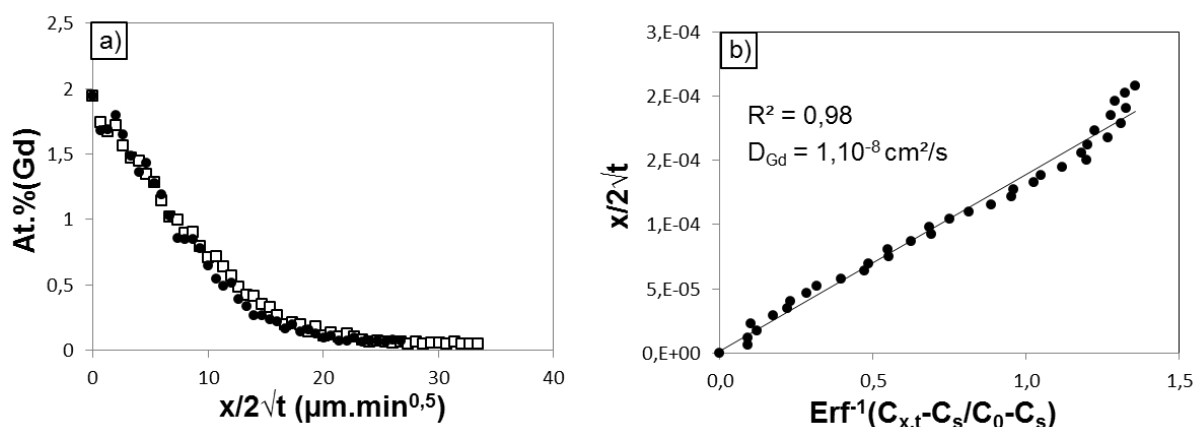 a)
2,5
2
1,5
1
0,5
0
0
10
20
30
40
At.%(Gd)
x/2√t (µm.min⁰˒⁵)
b)
3,E-04
2,E-04
2,E-04
1,E-04
5,E-05
0,E+00
0,0
0,5
1,0
1,5
R² = 0,98
D_Gd = 1,10⁻⁸ cm²/s
x/2√t
Erf⁻¹(C_x,t-C_s/C_0-C_s)